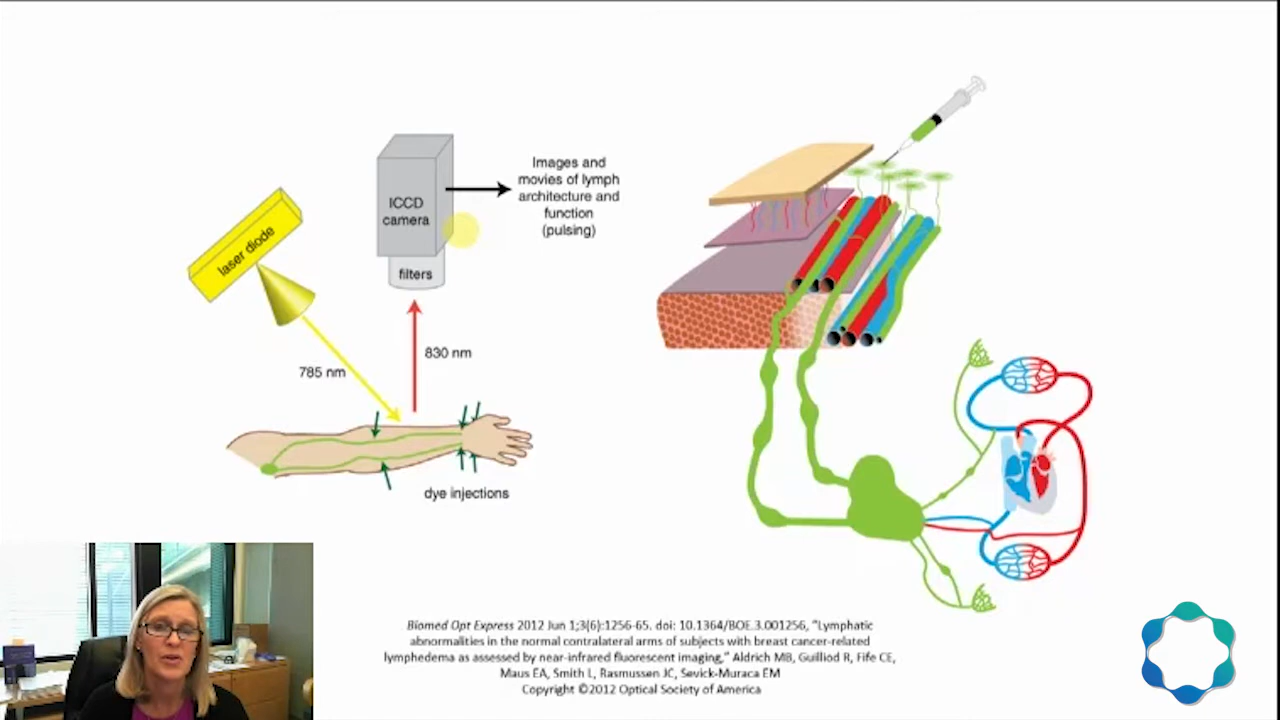 Images and
movies of lymph
architecture and
function
(pulsing)
ICCD
camera
laser diode
filters
830 nm
785 nm
dye injections
Biomed Opt Express 2012 Jun 1;3(6):1256-65. doi: 10.1364/BOE.3.001256, "Lymphatic
abnormalities in the normal contralateral arms of subjects with breast cancer-related
lymphedema as assessed by near-infrared fluorescent imaging," Aldrich MB, Guilliod R, Fife CE,
Maus EA, Smith L, Rasmussen JC, Sevick-Muraca EM
Copyright ©2012 Optical Society of America